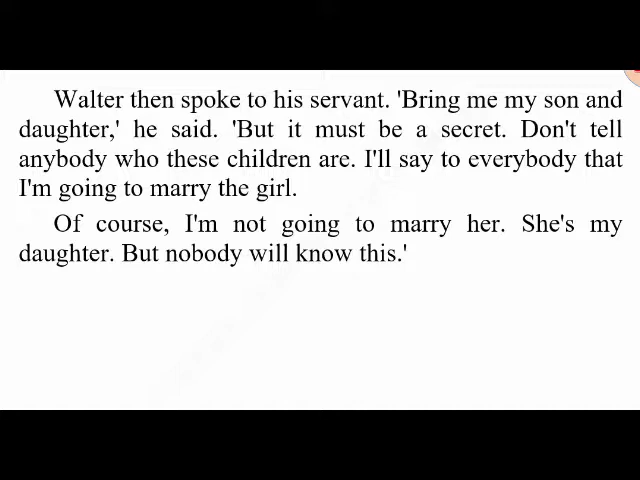 Walter then spoke to his servant. 'Bring me my son and
daughter,' he said. 'But it must be a secret. Don't tell
anybody who these children are. I'll say to everybody that
I'm going to marry the girl.
Of course, I'm not going to marry her. She's my
daughter. But nobody will know this.'